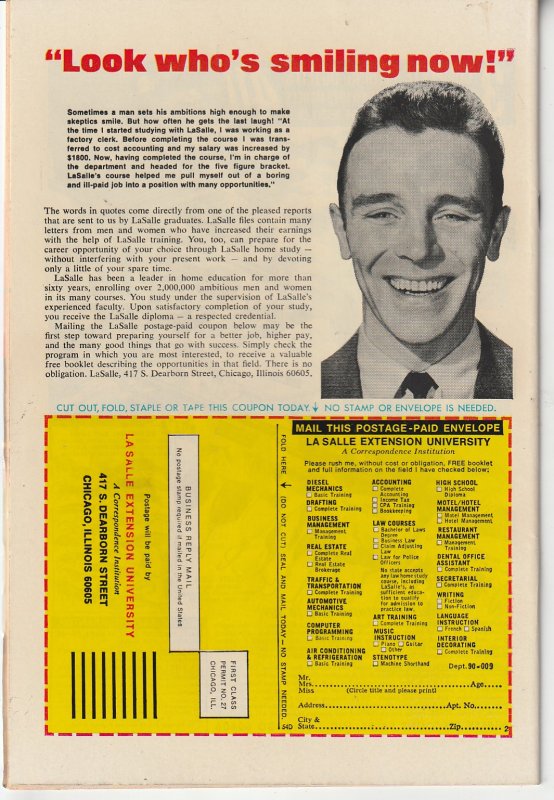 “Look who’s smiling now!”
Sometimes a man sets his ambitions high enough to make
skeptics smile. But how often he gets the last laugh! "At
the time I started studying with LaSalle, I was working as a
factory clerk. Before completing the course I was trans-
ferred to cost accounting and my salary was increased by
$1800. Now, having completed the course, I'm in charge of
the department and headed for the five figure bracket.
LaSalle's course helped me pull myself out of a boring
and ill-paid job into a position with many opportunities."
The words in quotes come directly from one of the pleased reports
that are sent to us by LaSalle graduates. LaSalle files contain many
letters from men and women who have increased their earnings
with the help of LaSalle training. You, too, can prepare for the
career opportunity of your choice through LaSalle home study —
without interfering with your present work — and by devoting
only a little of your spare time.
LaSalle has been a leader in home education for more than
sixty years, enrolling over 2,000,000 ambitious men and women
in its many courses. You study under the supervision of LaSalle's
experienced faculty. Upon satisfactory completion of your study,
you receive the LaSalle diploma — a respected credential.
Mailing the LaSalle postage-paid coupon below may be the
first step toward preparing yourself for a better job, higher pay,
and the many good things that go with success. Simply check the
program in which you are most interested, to receive a valuable
free booklet describing the opportunities in that field. There is no
obligation. LaSalle, 417 S. Dearborn Street, Chicago, Illinois 60605.
CUT OUT, FOLD, STAPLE OR TAPE THIS COUPON TODAY. ↓ NO STAMP OR ENVELOPE IS NEEDED.
BUSINESS REPLY MAIL
No postage stamp required if mailed in the United States
Postage will be paid by
LA SALLE EXTENSION UNIVERSITY
A Correspondence Institution
417 S. DEARBORN STREET
CHICAGO, ILLINOIS 60605
FIRST CLASS
PERMIT NO. 27
CHICAGO, ILL.
FOLD HERE ↓ (DO NOT CUT) SEAL AND MAIL TODAY—NO STAMP NEEDED.
54D
MAIL THIS POSTAGE-PAID ENVELOPE
LA SALLE EXTENSION UNIVERSITY
A Correspondence Institution
Please rush me, without cost or obligation, FREE booklet
and full information on the field I have checked below:
DIESEL
MECHANICS
☐ Basic Training
DRAFTING
☐ Complete Training
BUSINESS
MANAGEMENT
☐ Management
Training
REAL ESTATE
☐ Complete Real
Estate
☐ Real Estate
Brokerage
TRAFFIC &
TRANSPORTATION
☐ Complete Training
AUTOMOTIVE
MECHANICS
☐ Basic Training
COMPUTER
PROGRAMMING
☐ Basic Training
AIR CONDITIONING
& REFRIGERATION
☐ Basic Training
ACCOUNTING
☐ Complete
Accounting
☐ Income Tax
☐ CPA Training
☐ Bookkeeping
LAW COURSES
☐ Bachelor of Laws
Degree
☐ Business Law
☐ Claim Adjusting
Law
☐ Law for Police
Officers
No state accepts
any law home study
course, including
LaSalle's, as
sufficient educa-
tion to qualify
for admission to
practice law.
ART TRAINING
☐ Complete Training
MUSIC
INSTRUCTION
☐ Piano ☐ Guitar
☐ Other
STENOTYPE
☐ Machine Shorthand
HIGH SCHOOL
☐ High School
Diploma
MOTEL/HOTEL
MANAGEMENT
☐ Motel Management
☐ Hotel Management
RESTAURANT
MANAGEMENT
☐ Management
Training
DENTAL OFFICE
ASSISTANT
☐ Complete Training
SECRETARIAL
☐ Complete Training
WRITING
☐ Fiction
☐ Non-Fiction
LANGUAGE
INSTRUCTION
☐ French ☐ Spanish
INTERIOR
DECORATING
☐ Complete Training
Dept. 90-009
Mr.
Mrs. Age
Miss (Circle title and please print)
Address Apt. No.
City &
State Zip
2